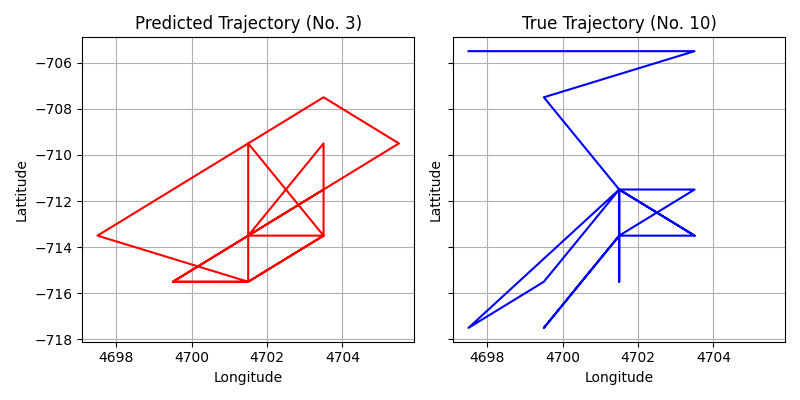 Predicted Trajectory (No. 3)
True Trajectory (No. 10)
−706
−708
−710
−712
−714
−716
−718
Lattitude
Lattitude
4698 4700 4702 4704
4698 4700 4702 4704
Longitude
Longitude